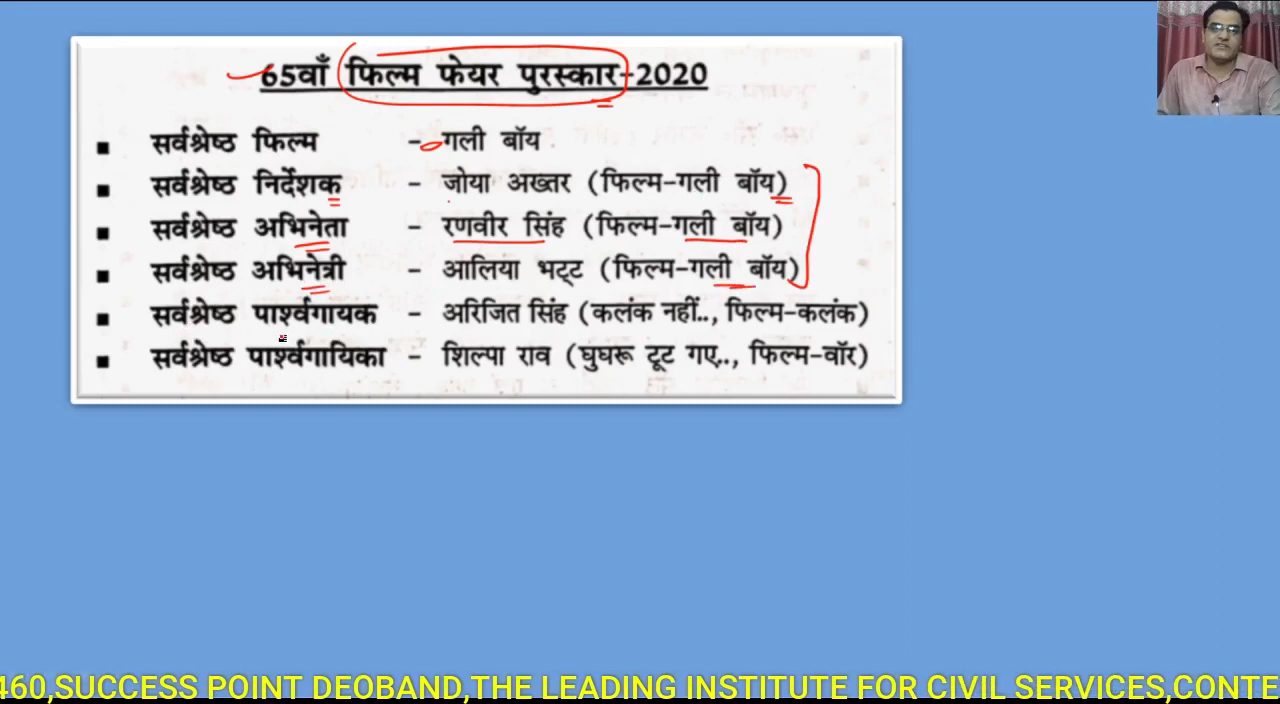 65वाँ फिल्म फेयर पुरस्कार-2020
▪ सर्वश्रेष्ठ फिल्म - गली बॉय
▪ सर्वश्रेष्ठ निर्देशक - जोया अख्तर (फिल्म-गली बॉय)
▪ सर्वश्रेष्ठ अभिनेता - रणवीर सिंह (फिल्म-गली बॉय)
▪ सर्वश्रेष्ठ अभिनेत्री - आलिया भट्ट (फिल्म-गली बॉय)
▪ सर्वश्रेष्ठ पार्श्वगायक - अरिजित सिंह (कलंक नहीं.., फिल्म-कलंक)
▪ सर्वश्रेष्ठ पार्श्वगायिका - शिल्पा राव (घुघरू टूट गए.., फिल्म-वॉर)
460,SUCCESS POINT DEOBAND,THE LEADING INSTITUTE FOR CIVIL SERVICES,CONTE